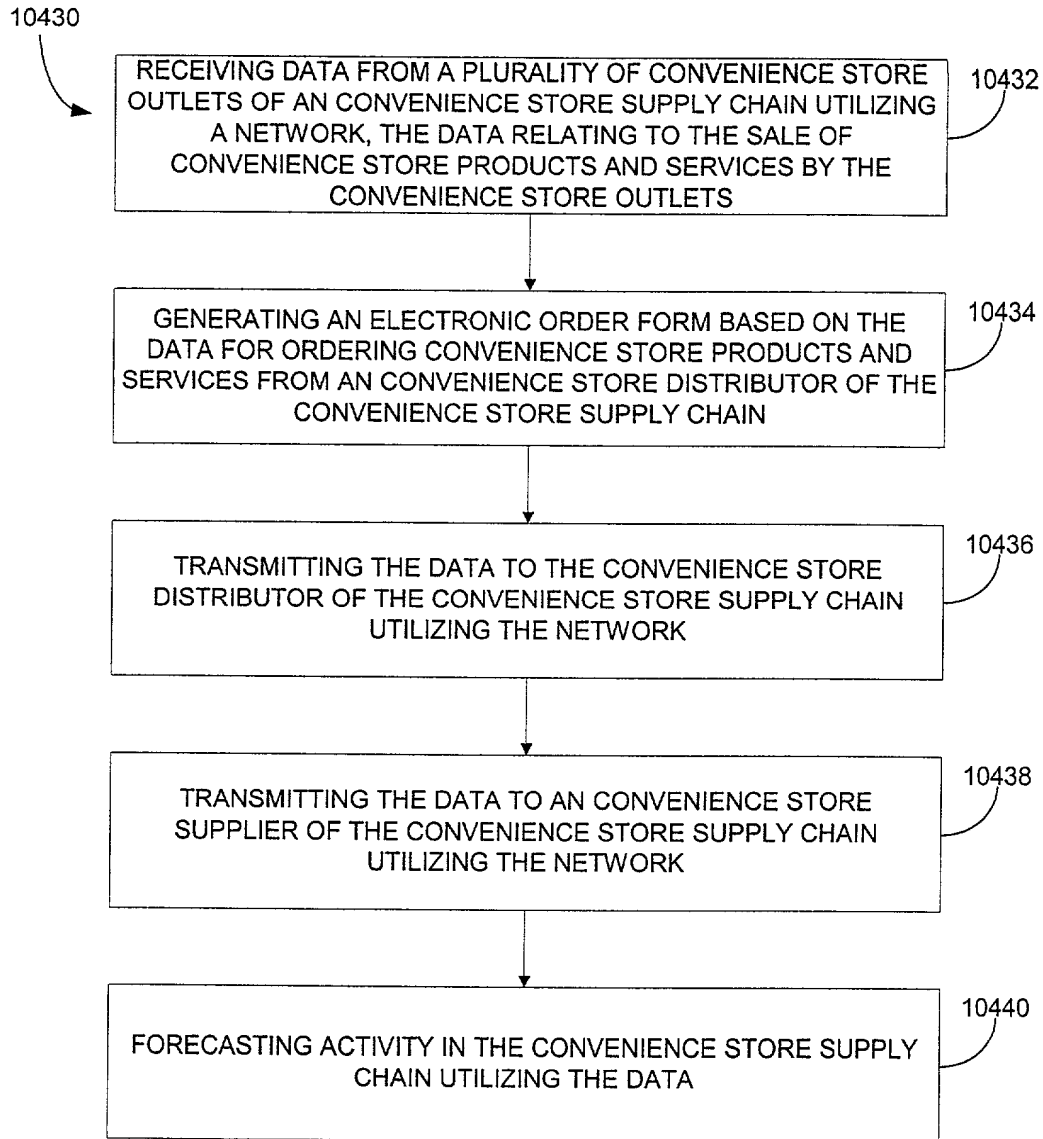 10430
RECEIVING DATA FROM A PLURALITY OF CONVENIENCE STORE
OUTLETS OF AN CONVENIENCE STORE SUPPLY CHAIN UTILIZING
A NETWORK, THE DATA RELATING TO THE SALE OF
CONVENIENCE STORE PRODUCTS AND SERVICES BY THE
CONVENIENCE STORE OUTLETS
10432
GENERATING AN ELECTRONIC ORDER FORM BASED ON THE
DATA FOR ORDERING CONVENIENCE STORE PRODUCTS AND
SERVICES FROM AN CONVENIENCE STORE DISTRIBUTOR OF THE
CONVENIENCE STORE SUPPLY CHAIN
10434
TRANSMITTING THE DATA TO THE CONVENIENCE STORE
DISTRIBUTOR OF THE CONVENIENCE STORE SUPPLY CHAIN
UTILIZING THE NETWORK
10436
TRANSMITTING THE DATA TO AN CONVENIENCE STORE
SUPPLIER OF THE CONVENIENCE STORE SUPPLY CHAIN
UTILIZING THE NETWORK
10438
FORECASTING ACTIVITY IN THE CONVENIENCE STORE SUPPLY
CHAIN UTILIZING THE DATA
10440